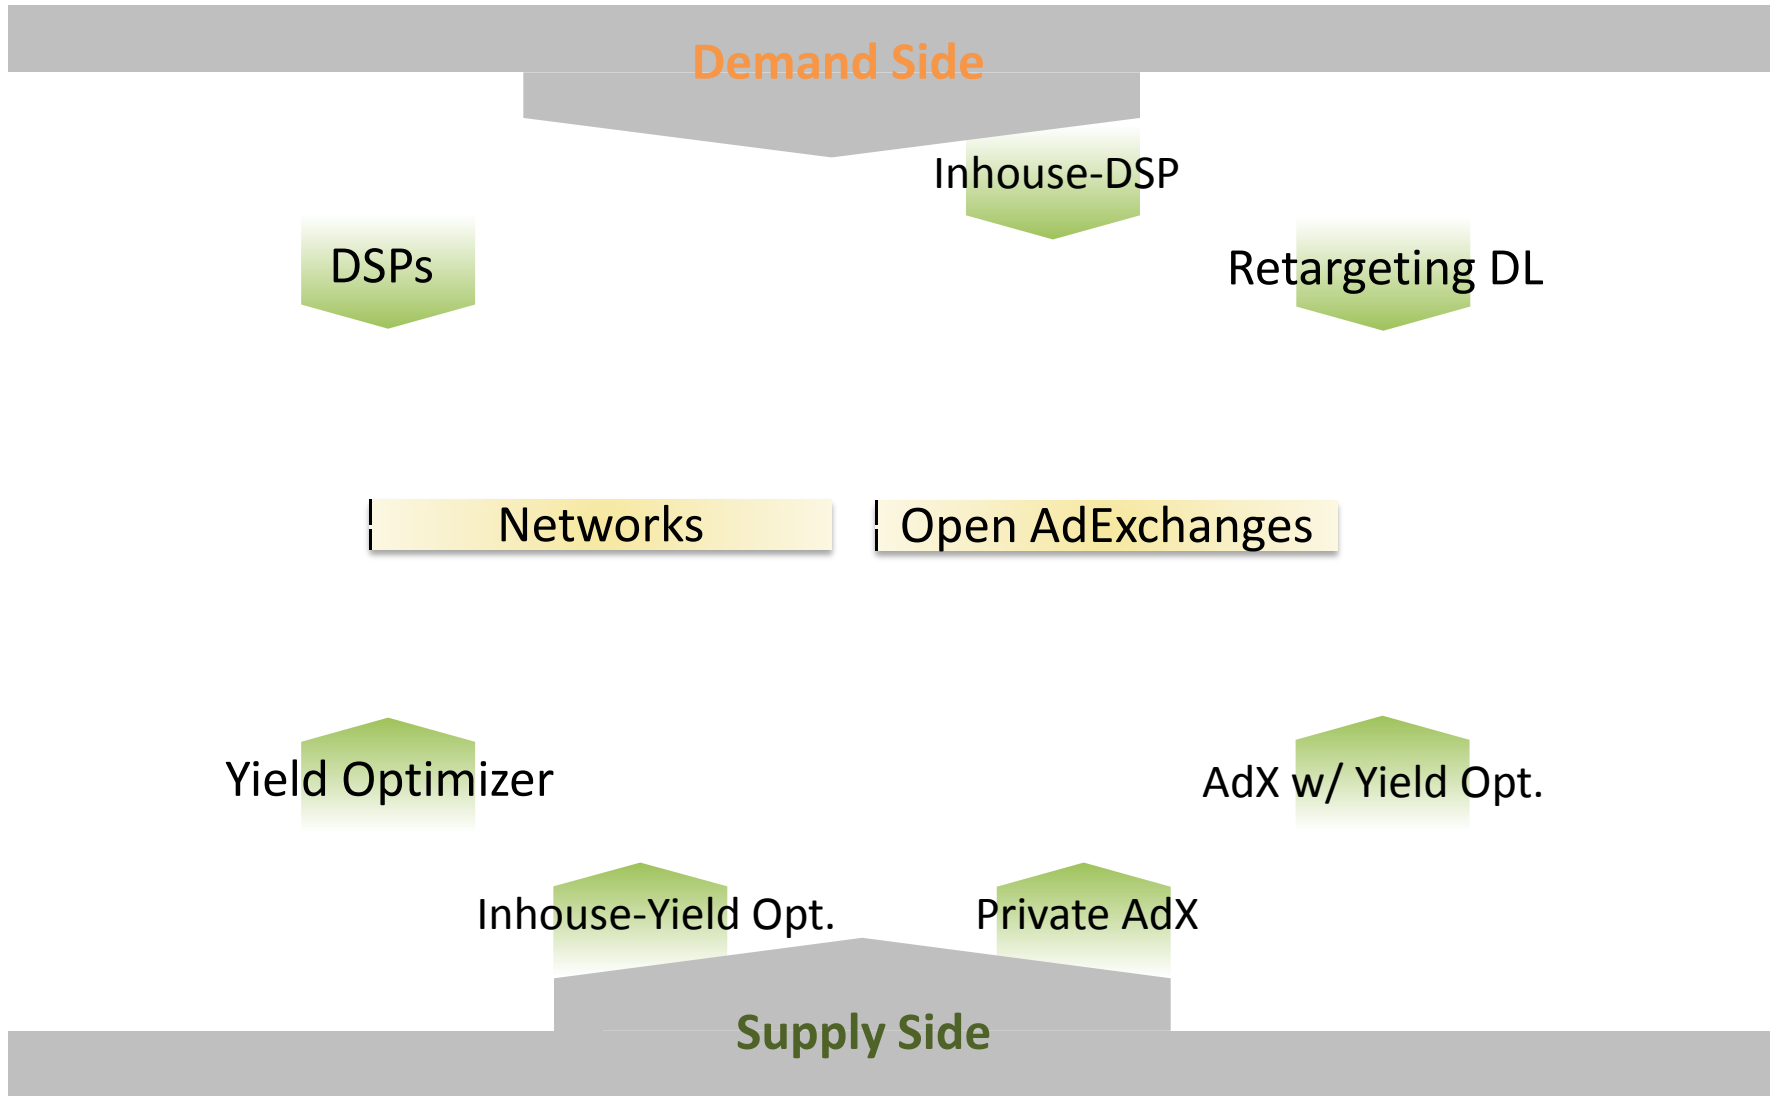 Demand Side
Inhouse-DSP
DSPs
Retargeting DL
Networks
Open AdExchanges
Yield Optimizer
AdX w/ Yield Opt.
Inhouse-Yield Opt.
Private AdX
Supply Side